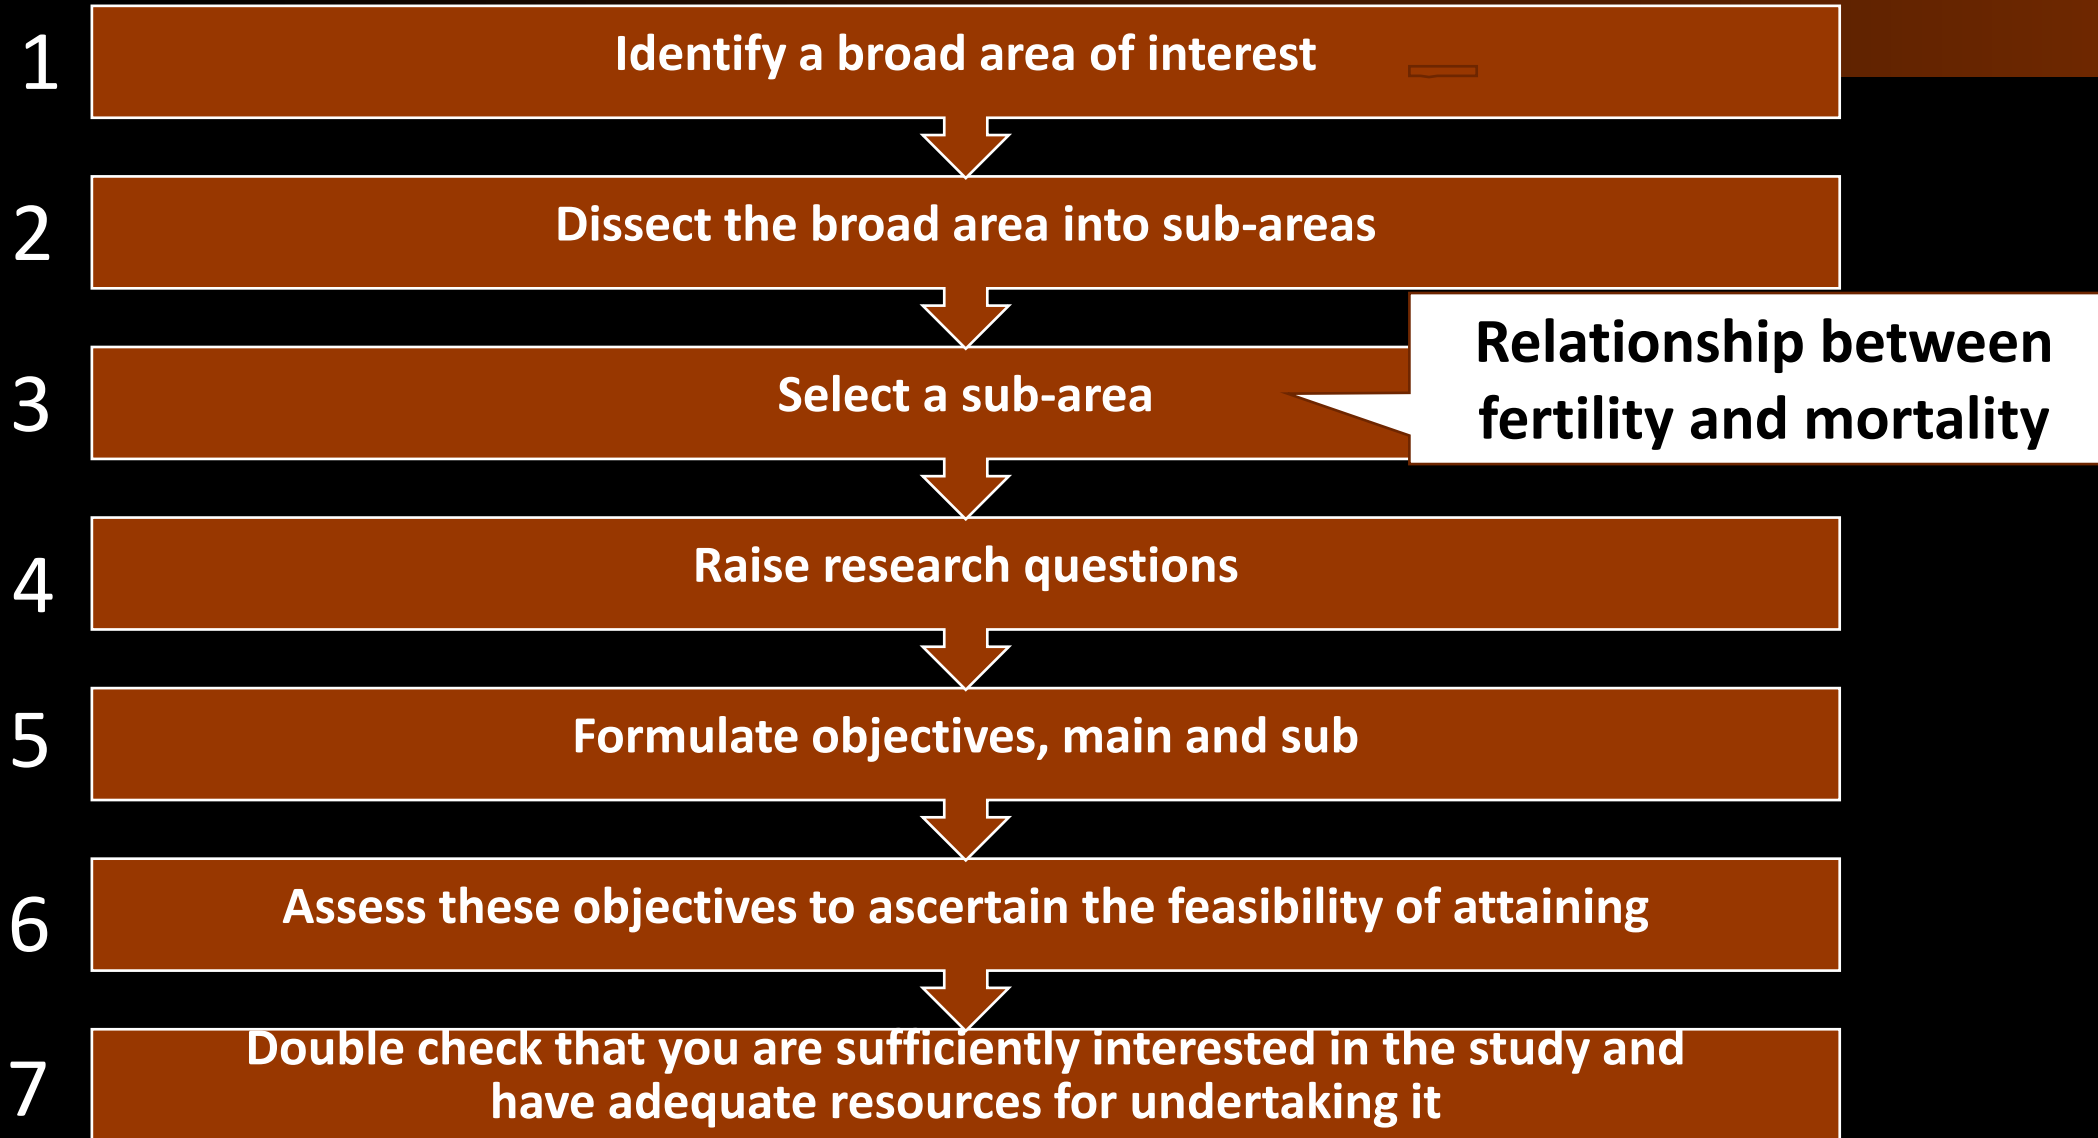 1
Identify a broad area of interest
2
Dissect the broad area into sub-areas
3
Select a sub-area
Relationship between
fertility and mortality
4
Raise research questions
5
Formulate objectives, main and sub
6
Assess these objectives to ascertain the feasibility of attaining
7
Double check that you are sufficiently interested in the study and
have adequate resources for undertaking it